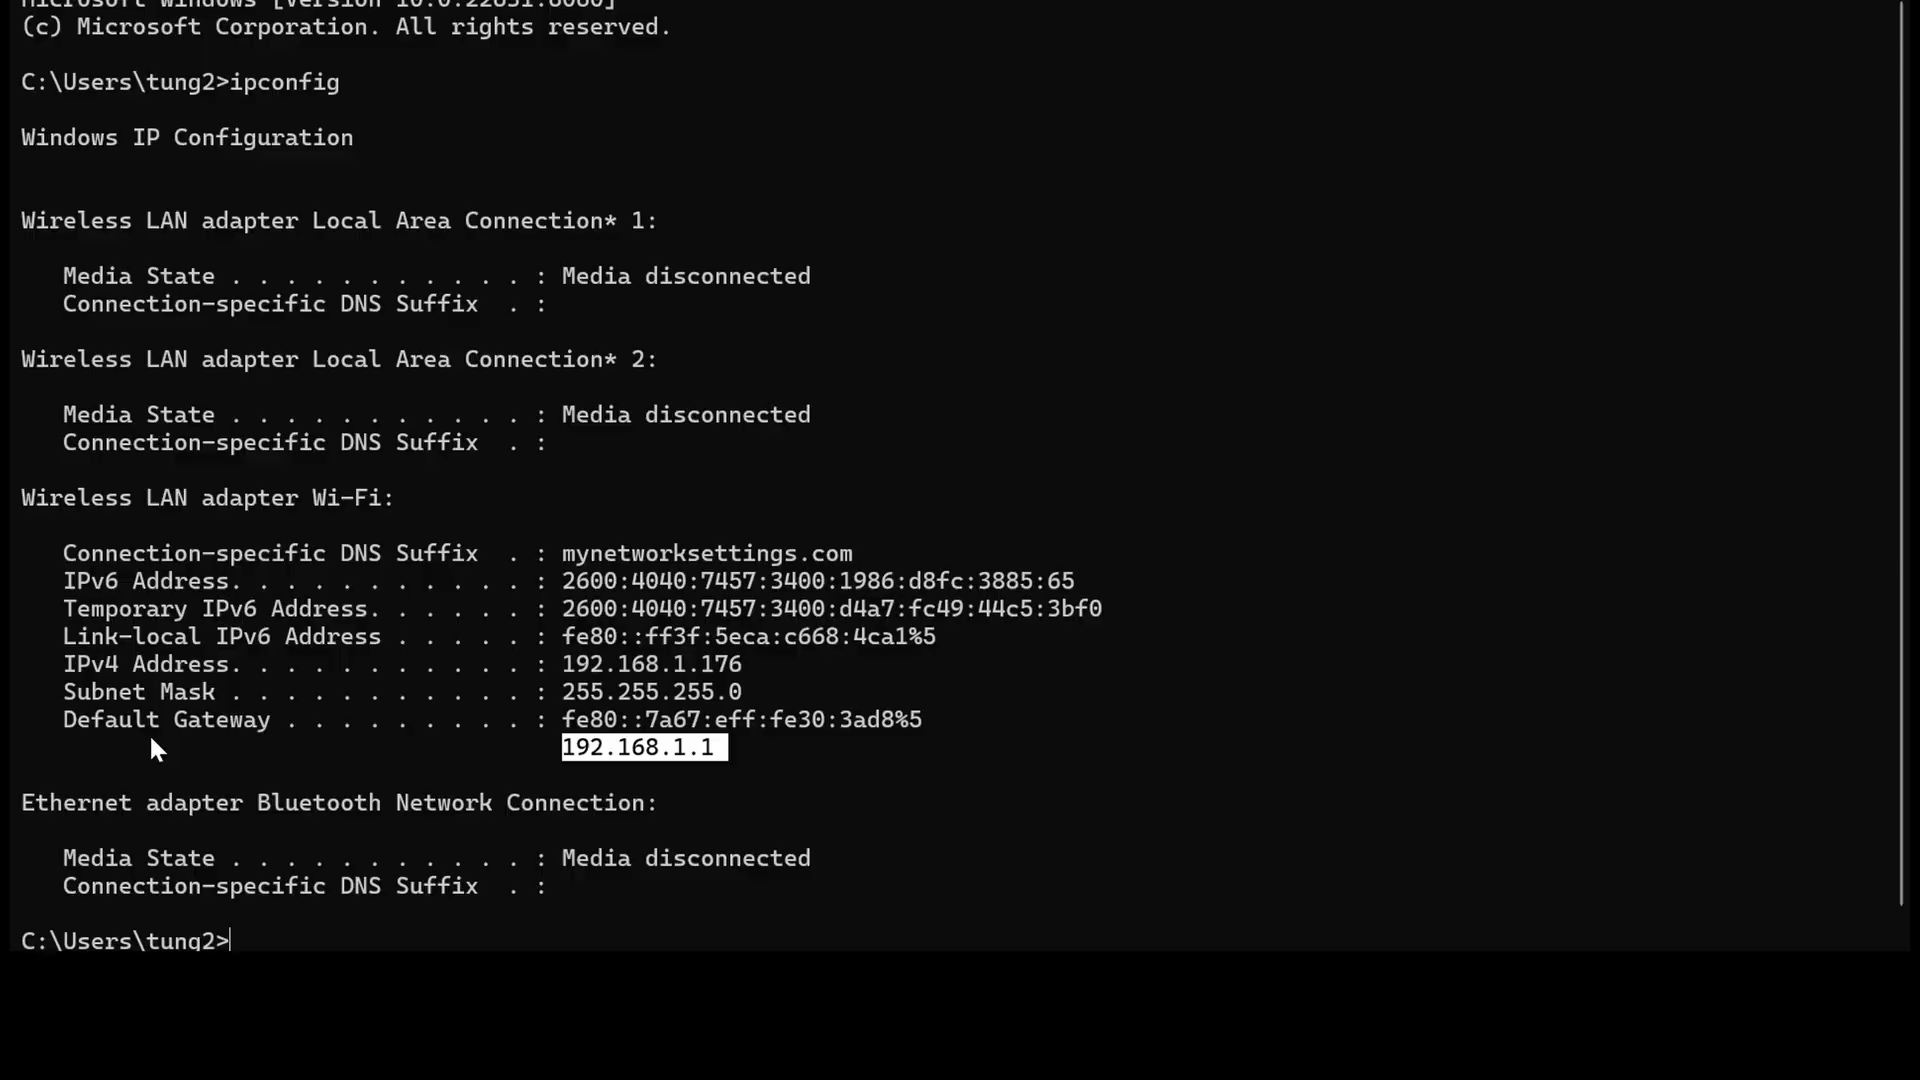 Microsoft Windows [Version 10.0.22631.6060]
(c) Microsoft Corporation. All rights reserved.
C:\Users\tung2>ipconfig
Windows IP Configuration
Wireless LAN adapter Local Area Connection* 1:
Media State . . . . . . . . . . . : Media disconnected
Connection-specific DNS Suffix . :
Wireless LAN adapter Local Area Connection* 2:
Media State . . . . . . . . . . . : Media disconnected
Connection-specific DNS Suffix . :
Wireless LAN adapter Wi-Fi:
Connection-specific DNS Suffix . : mynetworksettings.com
IPv6 Address. . . . . . . . . . . : 2600:4040:7457:3400:1986:d8fc:3885:65
Temporary IPv6 Address. . . . . . : 2600:4040:7457:3400:d4a7:fc49:44c5:3bf0
Link-local IPv6 Address . . . . . : fe80::ff3f:5eca:c668:4ca1%5
IPv4 Address. . . . . . . . . . . : 192.168.1.176
Subnet Mask . . . . . . . . . . . : 255.255.255.0
Default Gateway . . . . . . . . . : fe80::7a67:eff:fe30:3ad8%5
192.168.1.1
Ethernet adapter Bluetooth Network Connection:
Media State . . . . . . . . . . . : Media disconnected
Connection-specific DNS Suffix . :
C:\Users\tung2>